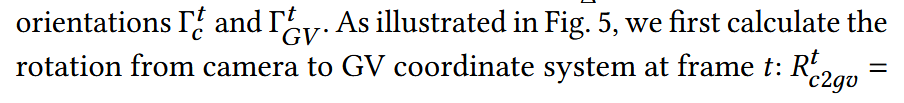 orientations Γ_c^t and Γ_GV^t. As illustrated in Fig. 5, we first calculate the
rotation from camera to GV coordinate system at frame t: R_c2gv^t =